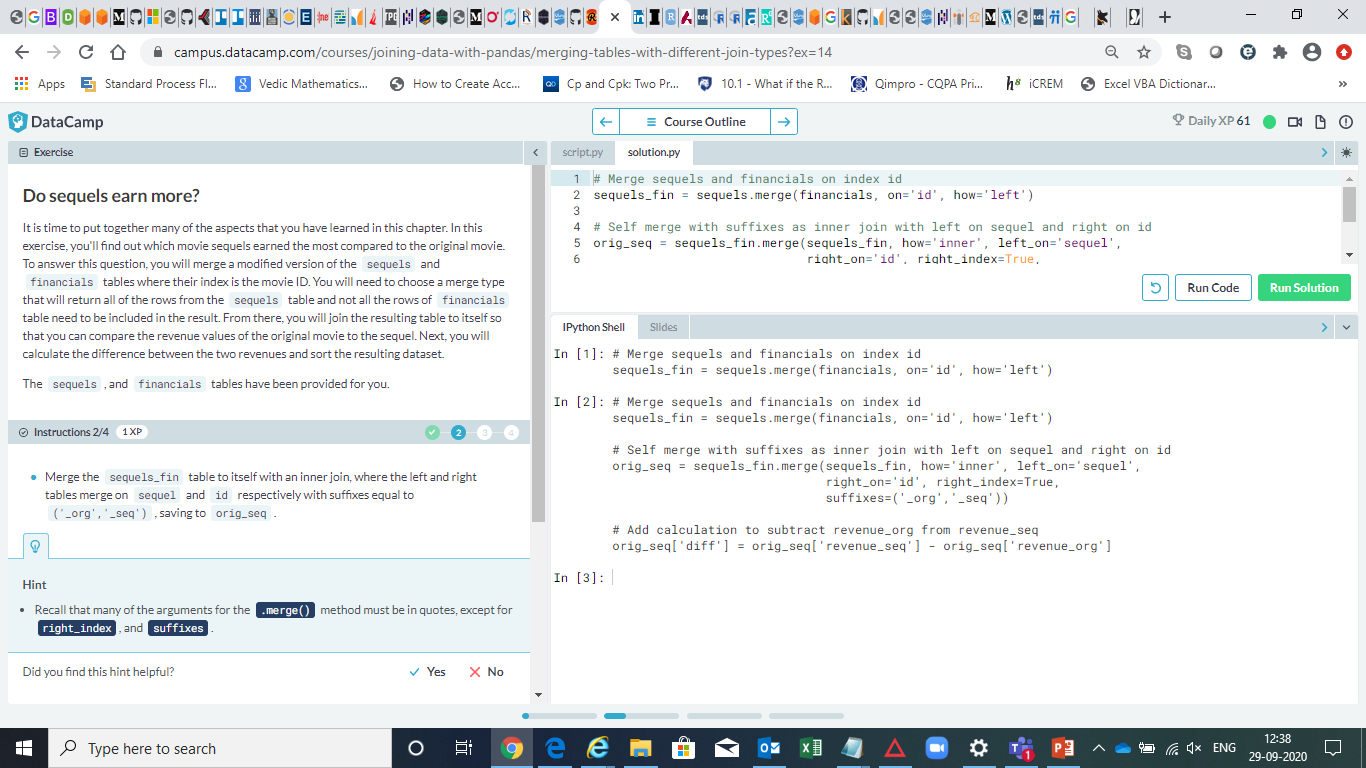 campus.datacamp.com/courses/joining-data-with-pandas/merging-tables-with-different-join-types?ex=14
Apps Standard Process Fl... Vedic Mathematics... How to Create Acc... Cp and Cpk: Two Pr... 10.1 - What if the R... Qimpro - CQPA Pri... iCREM Excel VBA Dictionar... »
DataCamp Course Outline Daily XP 61
Exercise
Do sequels earn more?
It is time to put together many of the aspects that you have learned in this chapter. In this
exercise, you'll find out which movie sequels earned the most compared to the original movie.
To answer this question, you will merge a modified version of the sequels and
financials tables where their index is the movie ID. You will need to choose a merge type
that will return all of the rows from the sequels table and not all the rows of financials
table need to be included in the result. From there, you will join the resulting table to itself so
that you can compare the revenue values of the original movie to the sequel. Next, you will
calculate the difference between the two revenues and sort the resulting dataset.
The sequels , and financials tables have been provided for you.
Instructions 2/4 1 XP
2 3 4
Merge the sequels_fin table to itself with an inner join, where the left and right
tables merge on sequel and id respectively with suffixes equal to
('_org','_seq') , saving to orig_seq .
Hint
Recall that many of the arguments for the .merge() method must be in quotes, except for
right_index , and suffixes .
Did you find this hint helpful? Yes No
script.py solution.py
1 # Merge sequels and financials on index id
2 sequels_fin = sequels.merge(financials, on='id', how='left')
3
4 # Self merge with suffixes as inner join with left on sequel and right on id
5 orig_seq = sequels_fin.merge(sequels_fin, how='inner', left_on='sequel',
6 right_on='id', right_index=True,
Run Code Run Solution
IPython Shell Slides
In [1]: # Merge sequels and financials on index id
sequels_fin = sequels.merge(financials, on='id', how='left')
In [2]: # Merge sequels and financials on index id
sequels_fin = sequels.merge(financials, on='id', how='left')
# Self merge with suffixes as inner join with left on sequel and right on id
orig_seq = sequels_fin.merge(sequels_fin, how='inner', left_on='sequel',
right_on='id', right_index=True,
suffixes=('_org','_seq'))
# Add calculation to subtract revenue_org from revenue_seq
orig_seq['diff'] = orig_seq['revenue_seq'] - orig_seq['revenue_org']
In [3]:
Type here to search
ENG
12:38
29-09-2020